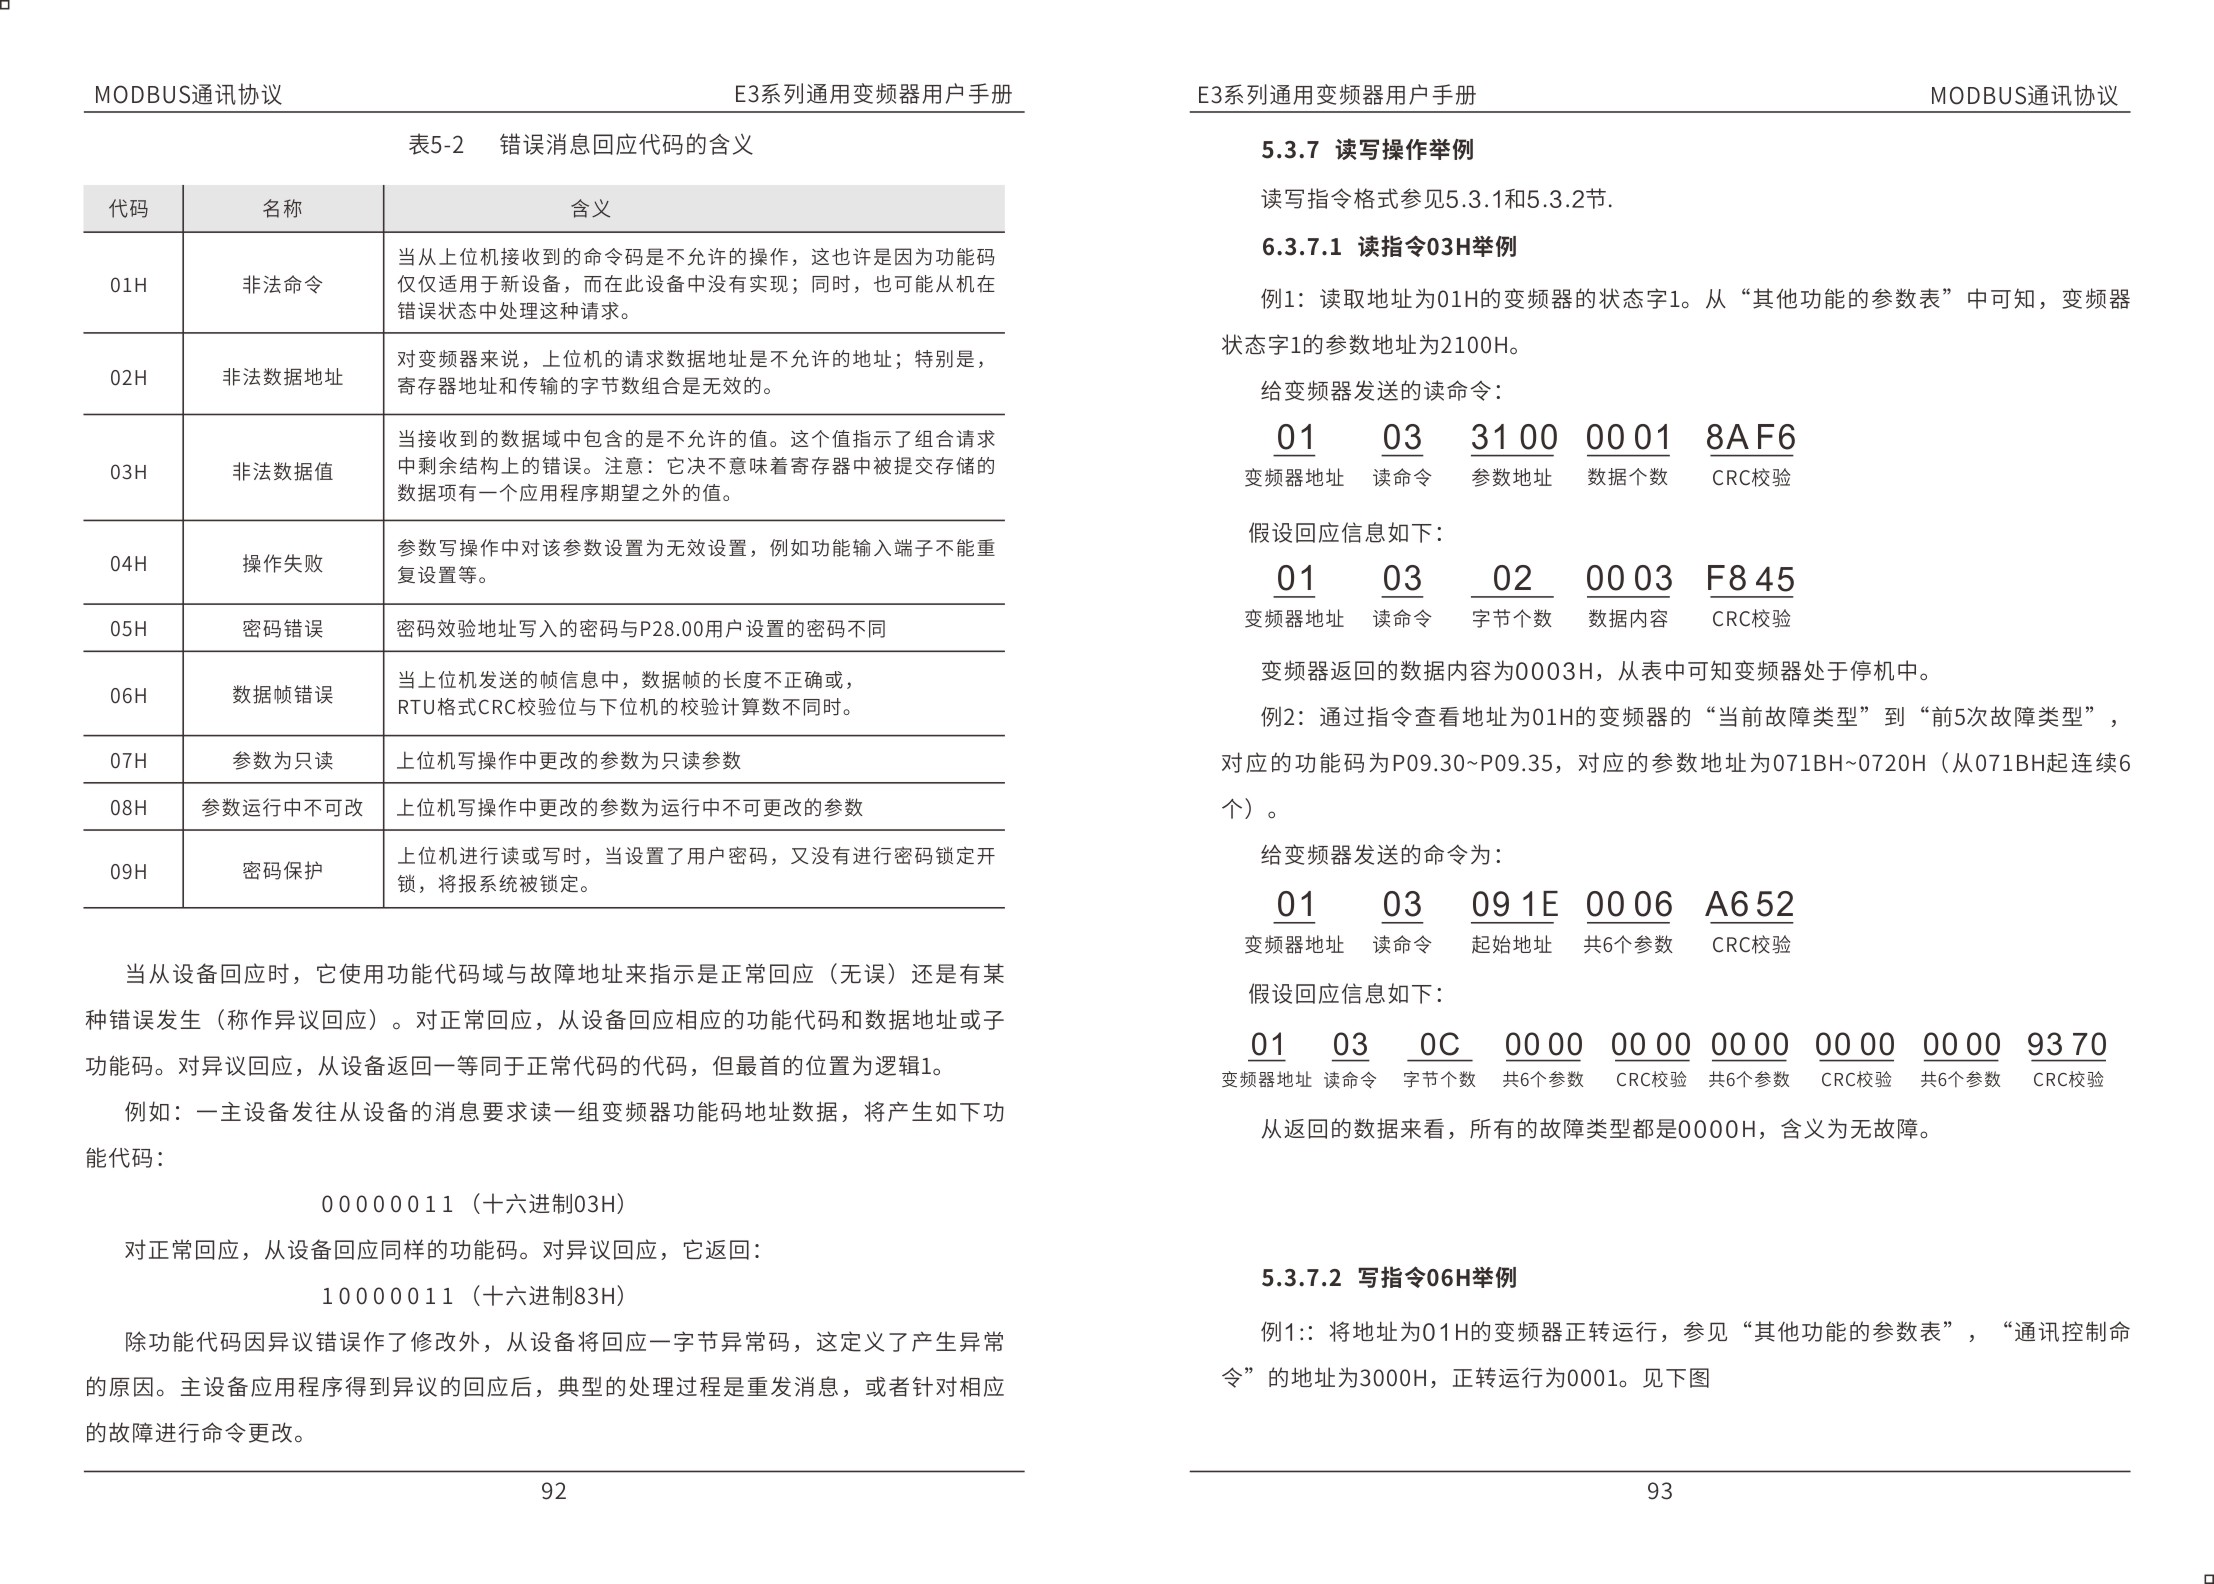 MODBUS通讯协议 E3系列通用变频器用户手册
表5-2 错误消息回应代码的含义
代码 名称 含义
01H 非法命令 当从上位机接收到的命令码是不允许的操作，这也许是因为功能码
仅仅适用于新设备，而在此设备中没有实现；同时，也可能从机在
错误状态中处理这种请求。
02H 非法数据地址 对变频器来说，上位机的请求数据地址是不允许的地址；特别是，
寄存器地址和传输的字节数组合是无效的。
03H 非法数据值 当接收到的数据域中包含的是不允许的值。这个值指示了组合请求
中剩余结构上的错误。注意：它决不意味着寄存器中被提交存储的
数据项有一个应用程序期望之外的值。
04H 操作失败 参数写操作中对该参数设置为无效设置，例如功能输入端子不能重
复设置等。
05H 密码错误 密码效验地址写入的密码与P28.00用户设置的密码不同
06H 数据帧错误 当上位机发送的帧信息中，数据帧的长度不正确或，
RTU格式CRC校验位与下位机的校验计算数不同时。
07H 参数为只读 上位机写操作中更改的参数为只读参数
08H 参数运行中不可改 上位机写操作中更改的参数为运行中不可更改的参数
09H 密码保护 上位机进行读或写时，当设置了用户密码，又没有进行密码锁定开
锁，将报系统被锁定。
当从设备回应时，它使用功能代码域与故障地址来指示是正常回应（无误）还是有某
种错误发生（称作异议回应）。对正常回应，从设备回应相应的功能代码和数据地址或子
功能码。对异议回应，从设备返回一等同于正常代码的代码，但最首的位置为逻辑1。
例如：一主设备发往从设备的消息要求读一组变频器功能码地址数据，将产生如下功
能代码：
00000011（十六进制03H）
对正常回应，从设备回应同样的功能码。对异议回应，它返回：
10000011（十六进制83H）
除功能代码因异议错误作了修改外，从设备将回应一字节异常码，这定义了产生异常
的原因。主设备应用程序得到异议的回应后，典型的处理过程是重发消息，或者针对相应
的故障进行命令更改。
92
E3系列通用变频器用户手册 MODBUS通讯协议
5.3.7 读写操作举例
读写指令格式参见5.3.1和5.3.2节.
6.3.7.1 读指令03H举例
例1：读取地址为01H的变频器的状态字1。从“其他功能的参数表”中可知，变频器
状态字1的参数地址为2100H。
给变频器发送的读命令：
01 03 31 00 00 01 8A F6
变频器地址 读命令 参数地址 数据个数 CRC校验
假设回应信息如下：
01 03 02 00 03 F8 45
变频器地址 读命令 字节个数 数据内容 CRC校验
变频器返回的数据内容为0003H，从表中可知变频器处于停机中。
例2：通过指令查看地址为01H的变频器的“当前故障类型”到“前5次故障类型”，
对应的功能码为P09.30~P09.35，对应的参数地址为071BH~0720H（从071BH起连续6
个）。
给变频器发送的命令为：
01 03 09 1E 00 06 A6 52
变频器地址 读命令 起始地址 共6个参数 CRC校验
假设回应信息如下：
01 03 0C 00 00 00 00 00 00 00 00 00 00 93 70
变频器地址 读命令 字节个数 共6个参数 CRC校验 共6个参数 CRC校验 共6个参数 CRC校验
从返回的数据来看，所有的故障类型都是0000H，含义为无故障。
5.3.7.2 写指令06H举例
例1:：将地址为01H的变频器正转运行，参见“其他功能的参数表”，“通讯控制命
令”的地址为3000H，正转运行为0001。见下图
93